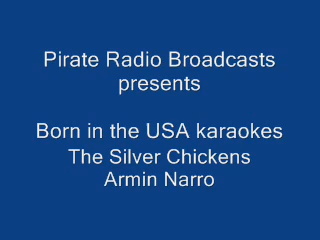 Pirate Radio Broadcasts
presents
Born in the USA karaokes
The Silver Chickens
Armin Narro